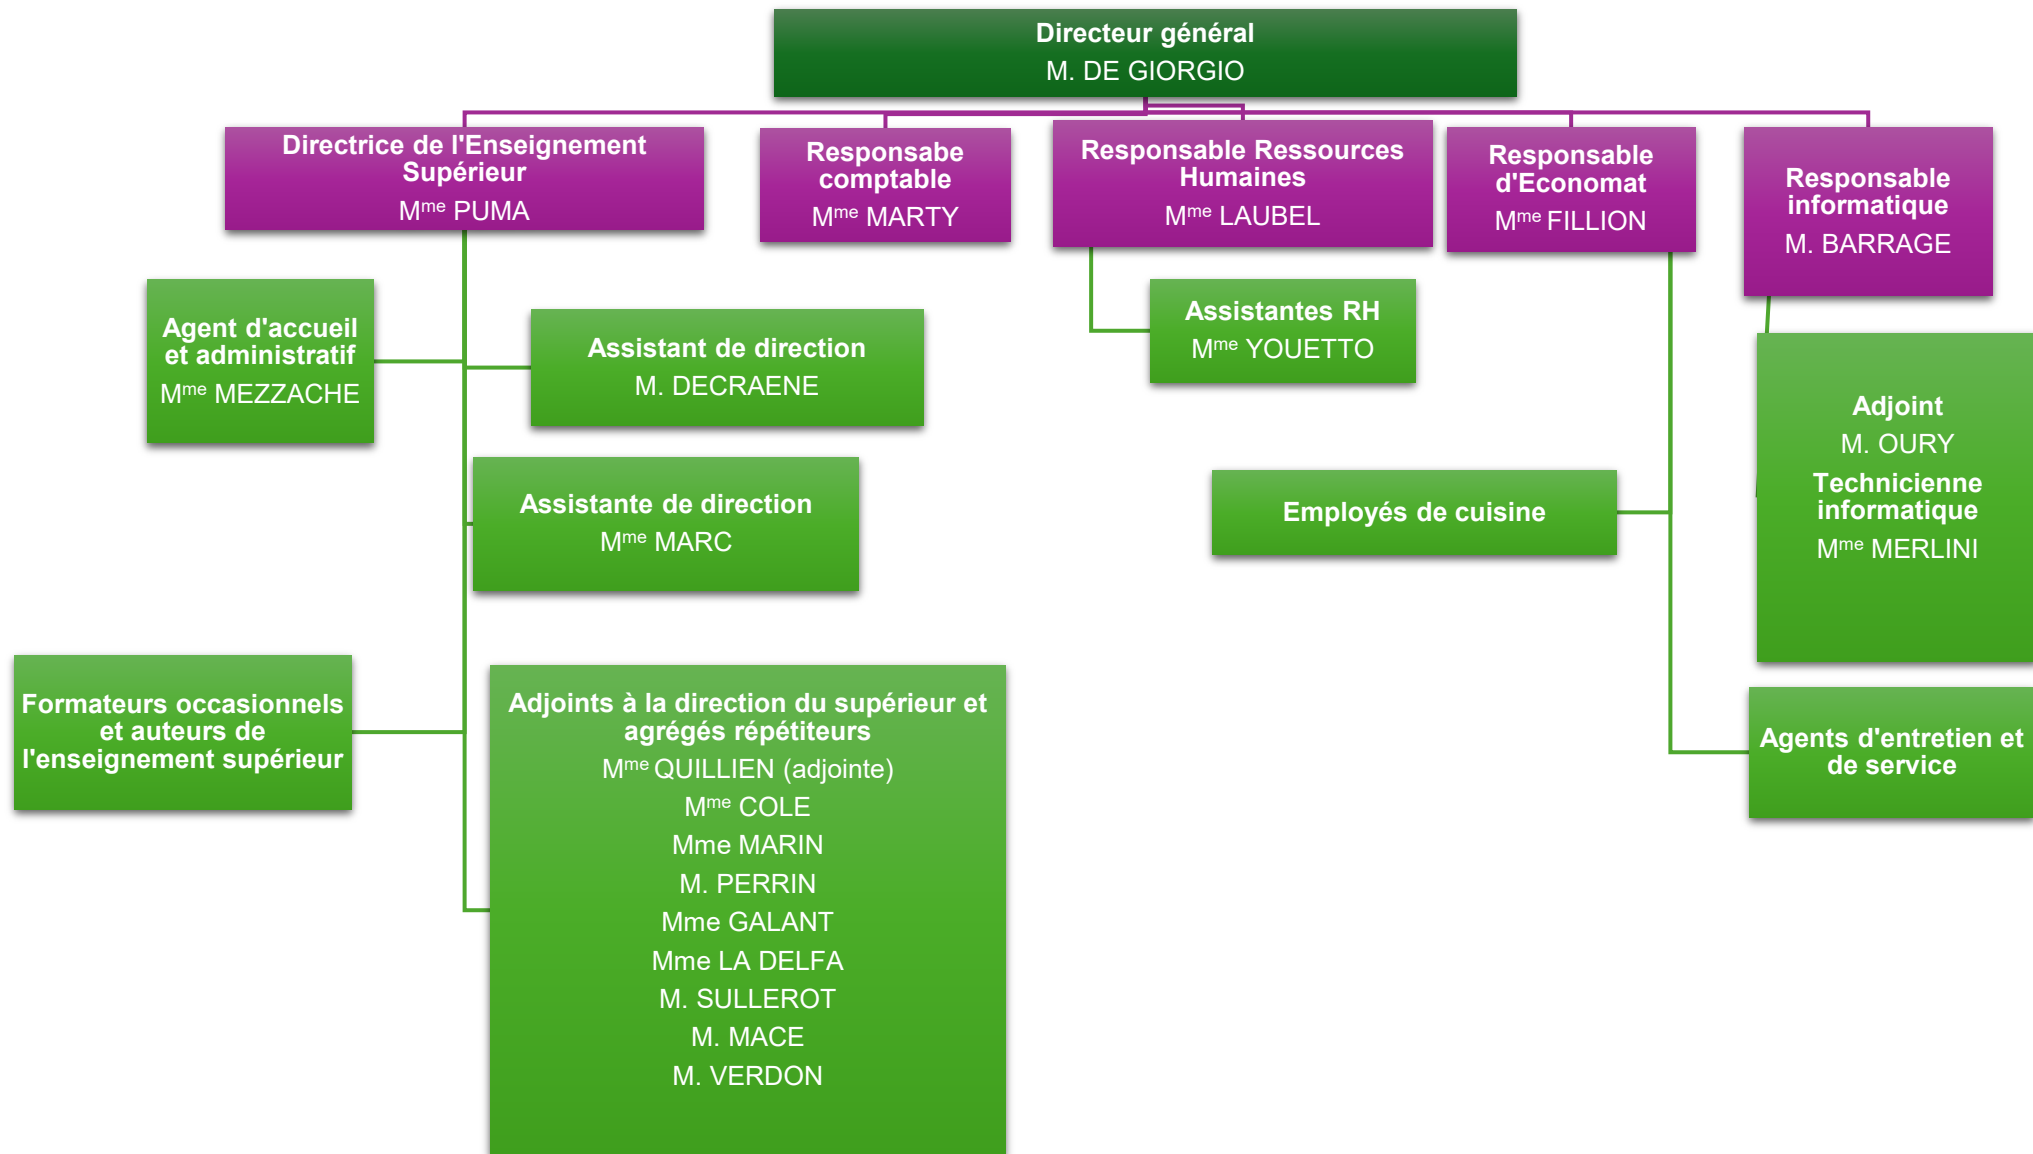 Directeur général
M. DE GIORGIO
Directrice de l'Enseignement
Supérieur
Mme PUMA
Responsabe
comptable
Mme MARTY
Responsable Ressources
Humaines
Mme LAUBEL
Responsable
d'Economat
Mme FILLION
Responsable
informatique
M. BARRAGE
Agent d'accueil
et administratif
Mme MEZZACHE
Assistant de direction
M. DECRAENE
Assistantes RH
Mme YOUETTO
Adjoint
M. OURY
Technicienne
informatique
Mme MERLINI
Assistante de direction
Mme MARC
Employés de cuisine
Formateurs occasionnels
et auteurs de
l'enseignement supérieur
Adjoints à la direction du supérieur et
agrégés répétiteurs
Mme QUILLIEN (adjointe)
Mme COLE
Mme MARIN
M. PERRIN
Mme GALANT
Mme LA DELFA
M. SULLEROT
M. MACE
M. VERDON
Agents d'entretien et
de service